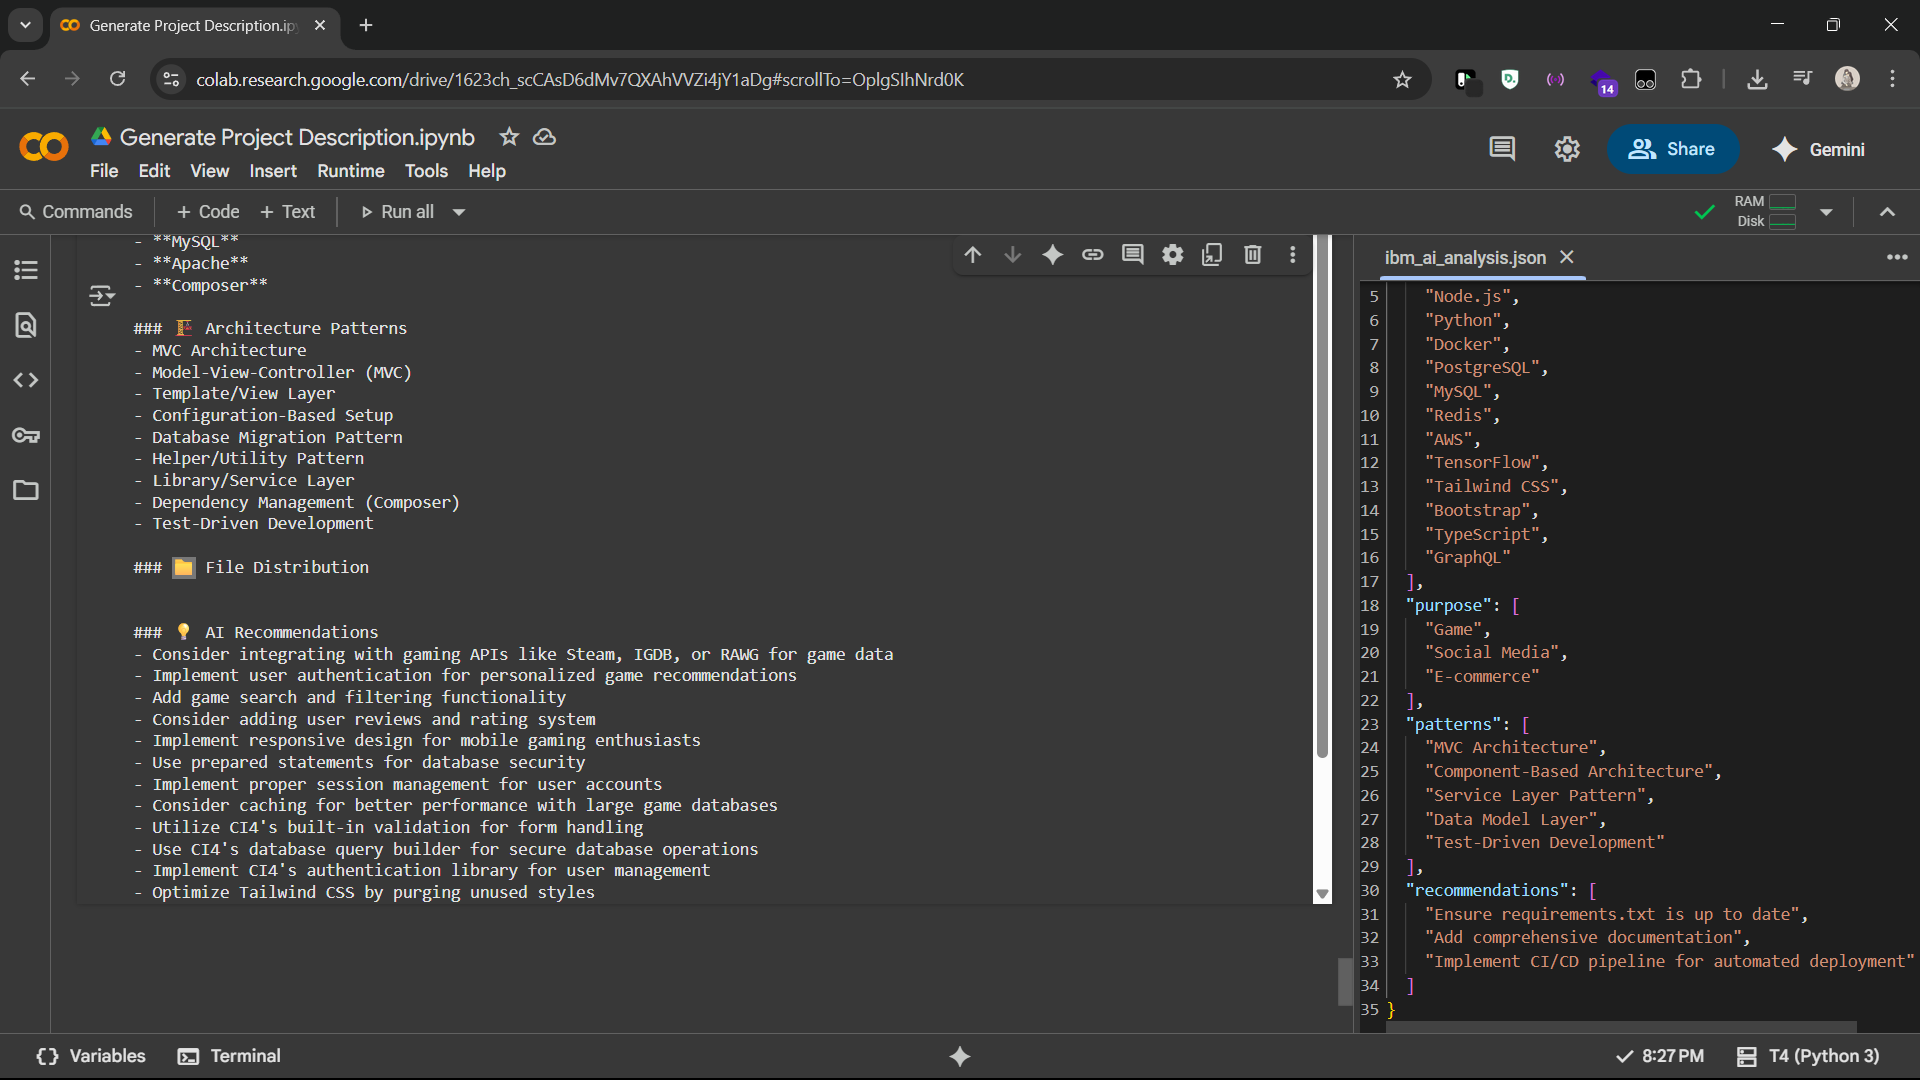 Generate Project Description.ip
colab.research.google.com/drive/1623ch_scCAsD6dMv7QXAhVVZi4jY1aDg#scrollTo=OplgSIhNrd0K
14
Generate Project Description.ipynb
File Edit View Insert Runtime Tools Help
Share
Gemini
Commands + Code + Text Run all
RAM
Disk
- **MySQL**
- **Apache**
- **Composer**
### 🏗️ Architecture Patterns
- MVC Architecture
- Model-View-Controller (MVC)
- Template/View Layer
- Configuration-Based Setup
- Database Migration Pattern
- Helper/Utility Pattern
- Library/Service Layer
- Dependency Management (Composer)
- Test-Driven Development
### 📁 File Distribution
### 💡 AI Recommendations
- Consider integrating with gaming APIs like Steam, IGDB, or RAWG for game data
- Implement user authentication for personalized game recommendations
- Add game search and filtering functionality
- Consider adding user reviews and rating system
- Implement responsive design for mobile gaming enthusiasts
- Use prepared statements for database security
- Implement proper session management for user accounts
- Consider caching for better performance with large game databases
- Utilize CI4's built-in validation for form handling
- Use CI4's database query builder for secure database operations
- Implement CI4's authentication library for user management
- Optimize Tailwind CSS by purging unused styles
ibm_ai_analysis.json
5 "Node.js",
6 "Python",
7 "Docker",
8 "PostgreSQL",
9 "MySQL",
10 "Redis",
11 "AWS",
12 "TensorFlow",
13 "Tailwind CSS",
14 "Bootstrap",
15 "TypeScript",
16 "GraphQL"
17 ],
18 "purpose": [
19 "Game",
20 "Social Media",
21 "E-commerce"
22 ],
23 "patterns": [
24 "MVC Architecture",
25 "Component-Based Architecture",
26 "Service Layer Pattern",
27 "Data Model Layer",
28 "Test-Driven Development"
29 ],
30 "recommendations": [
31 "Ensure requirements.txt is up to date",
32 "Add comprehensive documentation",
33 "Implement CI/CD pipeline for automated deployment"
34 ]
35 }
Variables Terminal
8:27 PM T4 (Python 3)